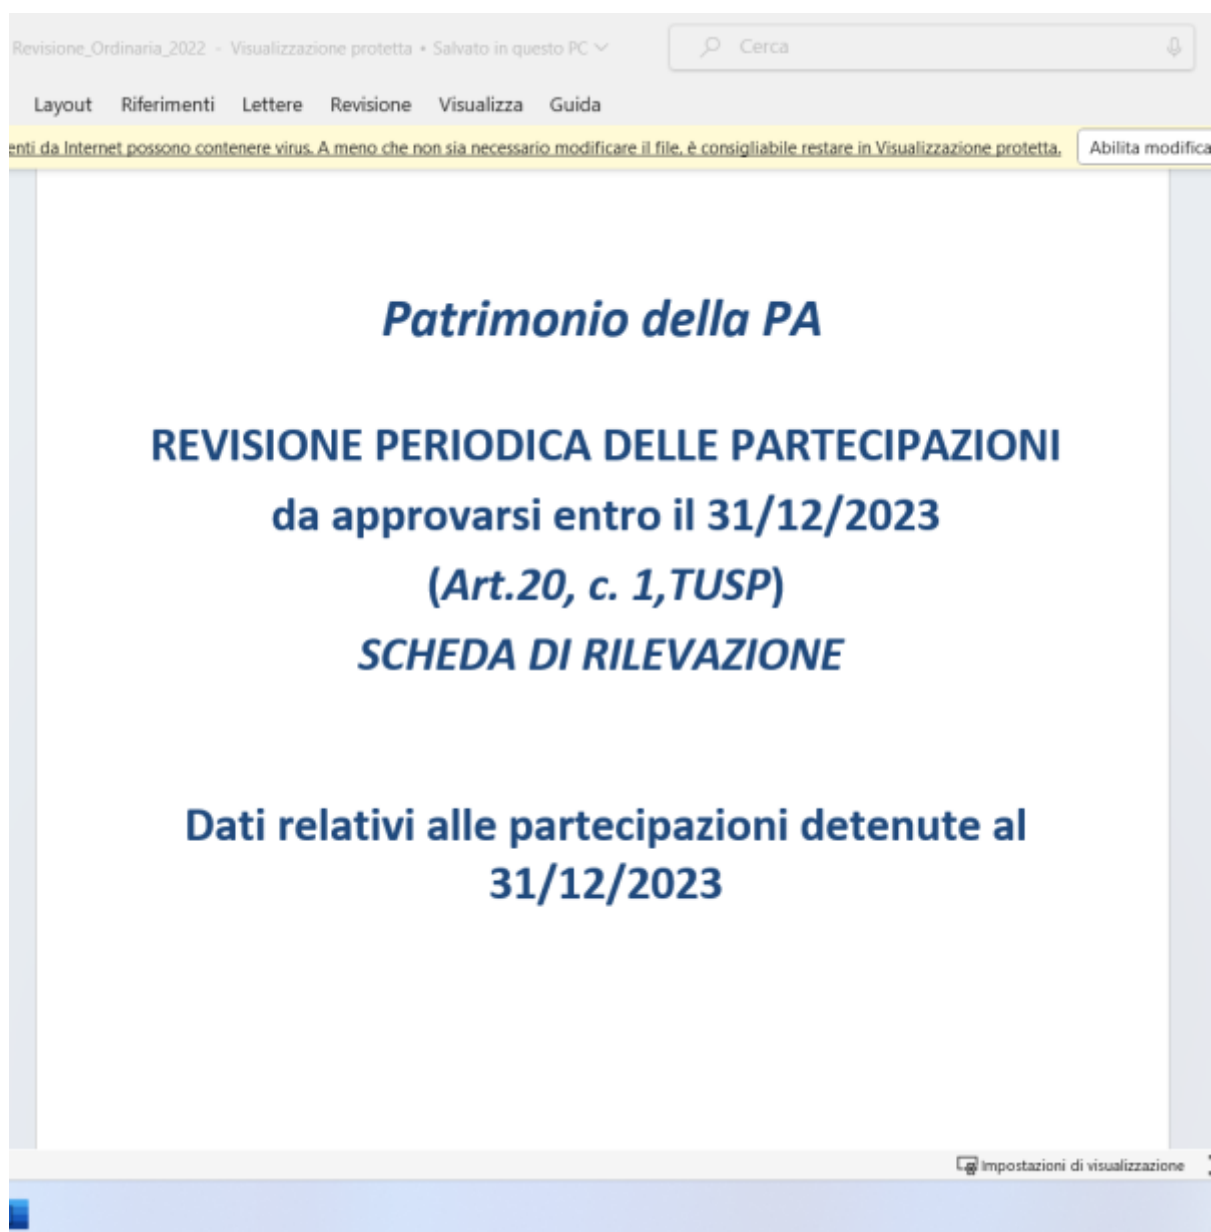 Revisione_Ordinaria_2022 - Visualizzazione protetta • Salvato in questo PC
Cerca
Layout Riferimenti Lettere Revisione Visualizza Guida
enti da Internet possono contenere virus. A meno che non sia necessario modificare il file, è consigliabile restare in Visualizzazione protetta. Abilita modifica
Patrimonio della PA
REVISIONE PERIODICA DELLE PARTECIPAZIONI
da approvarsi entro il 31/12/2023
(Art.20, c. 1,TUSP)
SCHEDA DI RILEVAZIONE
Dati relativi alle partecipazioni detenute al
31/12/2023
Impostazioni di visualizzazione